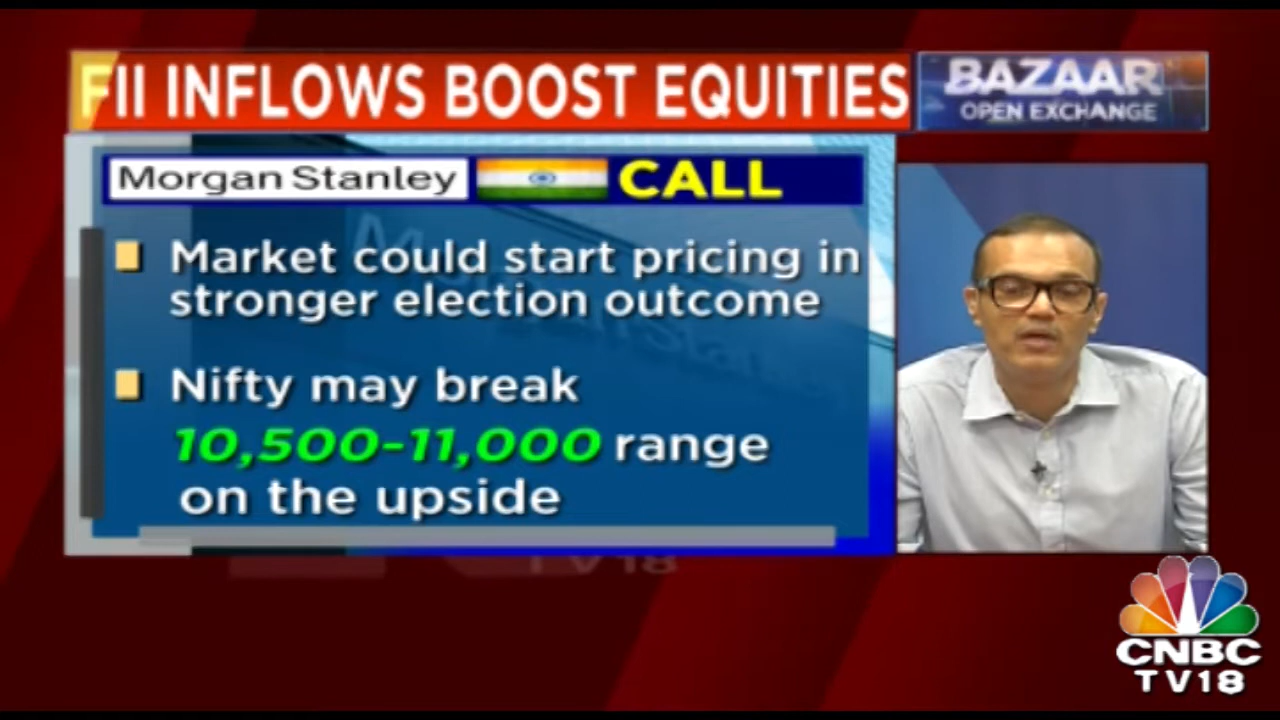 FII INFLOWS BOOST EQUITIES
BAZAAR
OPEN EXCHANGE
Morgan Stanley CALL
Market could start pricing in
stronger election outcome
Nifty may break
10,500-11,000 range
on the upside
TV18
CNBC
TV18